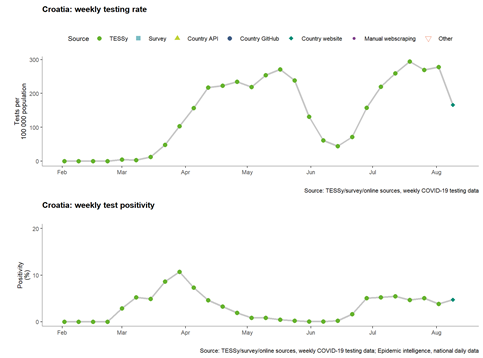 Croatia: weekly testing rate
Source TESSy Survey Country API Country GitHub Country website Manual webscraping Other
Tests per
100 000 population
300
200
100
0
Feb Mar Apr May Jun Jul Aug
Source: TESSy/survey/online sources, weekly COVID-19 testing data
Croatia: weekly test positivity
Positivity
(%)
20
10
0
Feb Mar Apr May Jun Jul Aug
Source: TESSy/survey/online sources, weekly COVID-19 testing data; Epidemic intelligence, national daily data